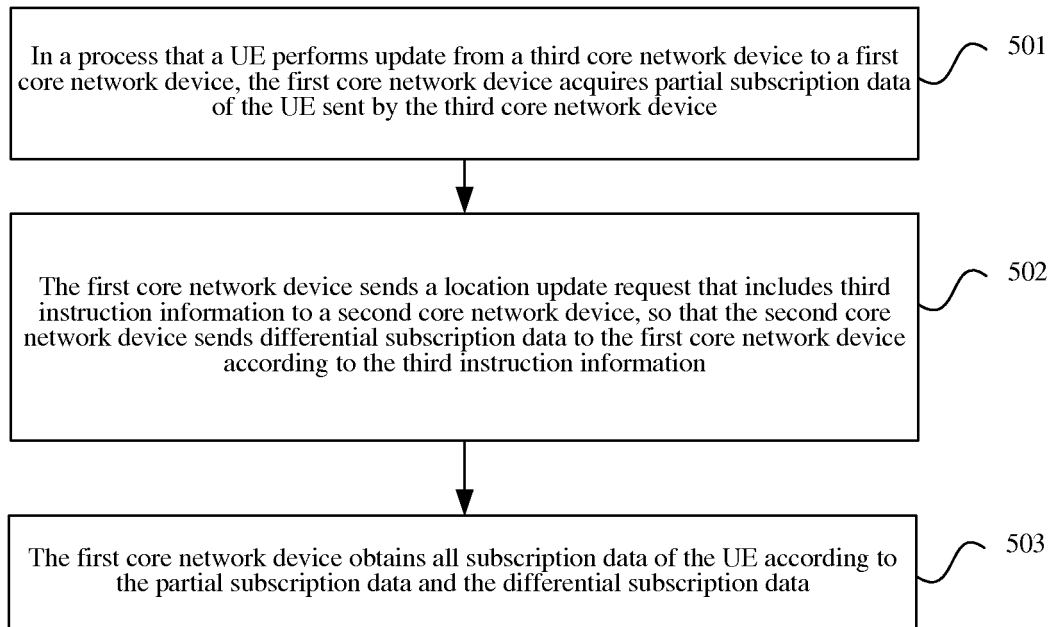 In a process that a UE performs update from a third core network device to a first
core network device, the first core network device acquires partial subscription data
of the UE sent by the third core network device
501
The first core network device sends a location update request that includes third
instruction information to a second core network device, so that the second core
network device sends differential subscription data to the first core network device
according to the third instruction information
502
The first core network device obtains all subscription data of the UE according to
the partial subscription data and the differential subscription data
503